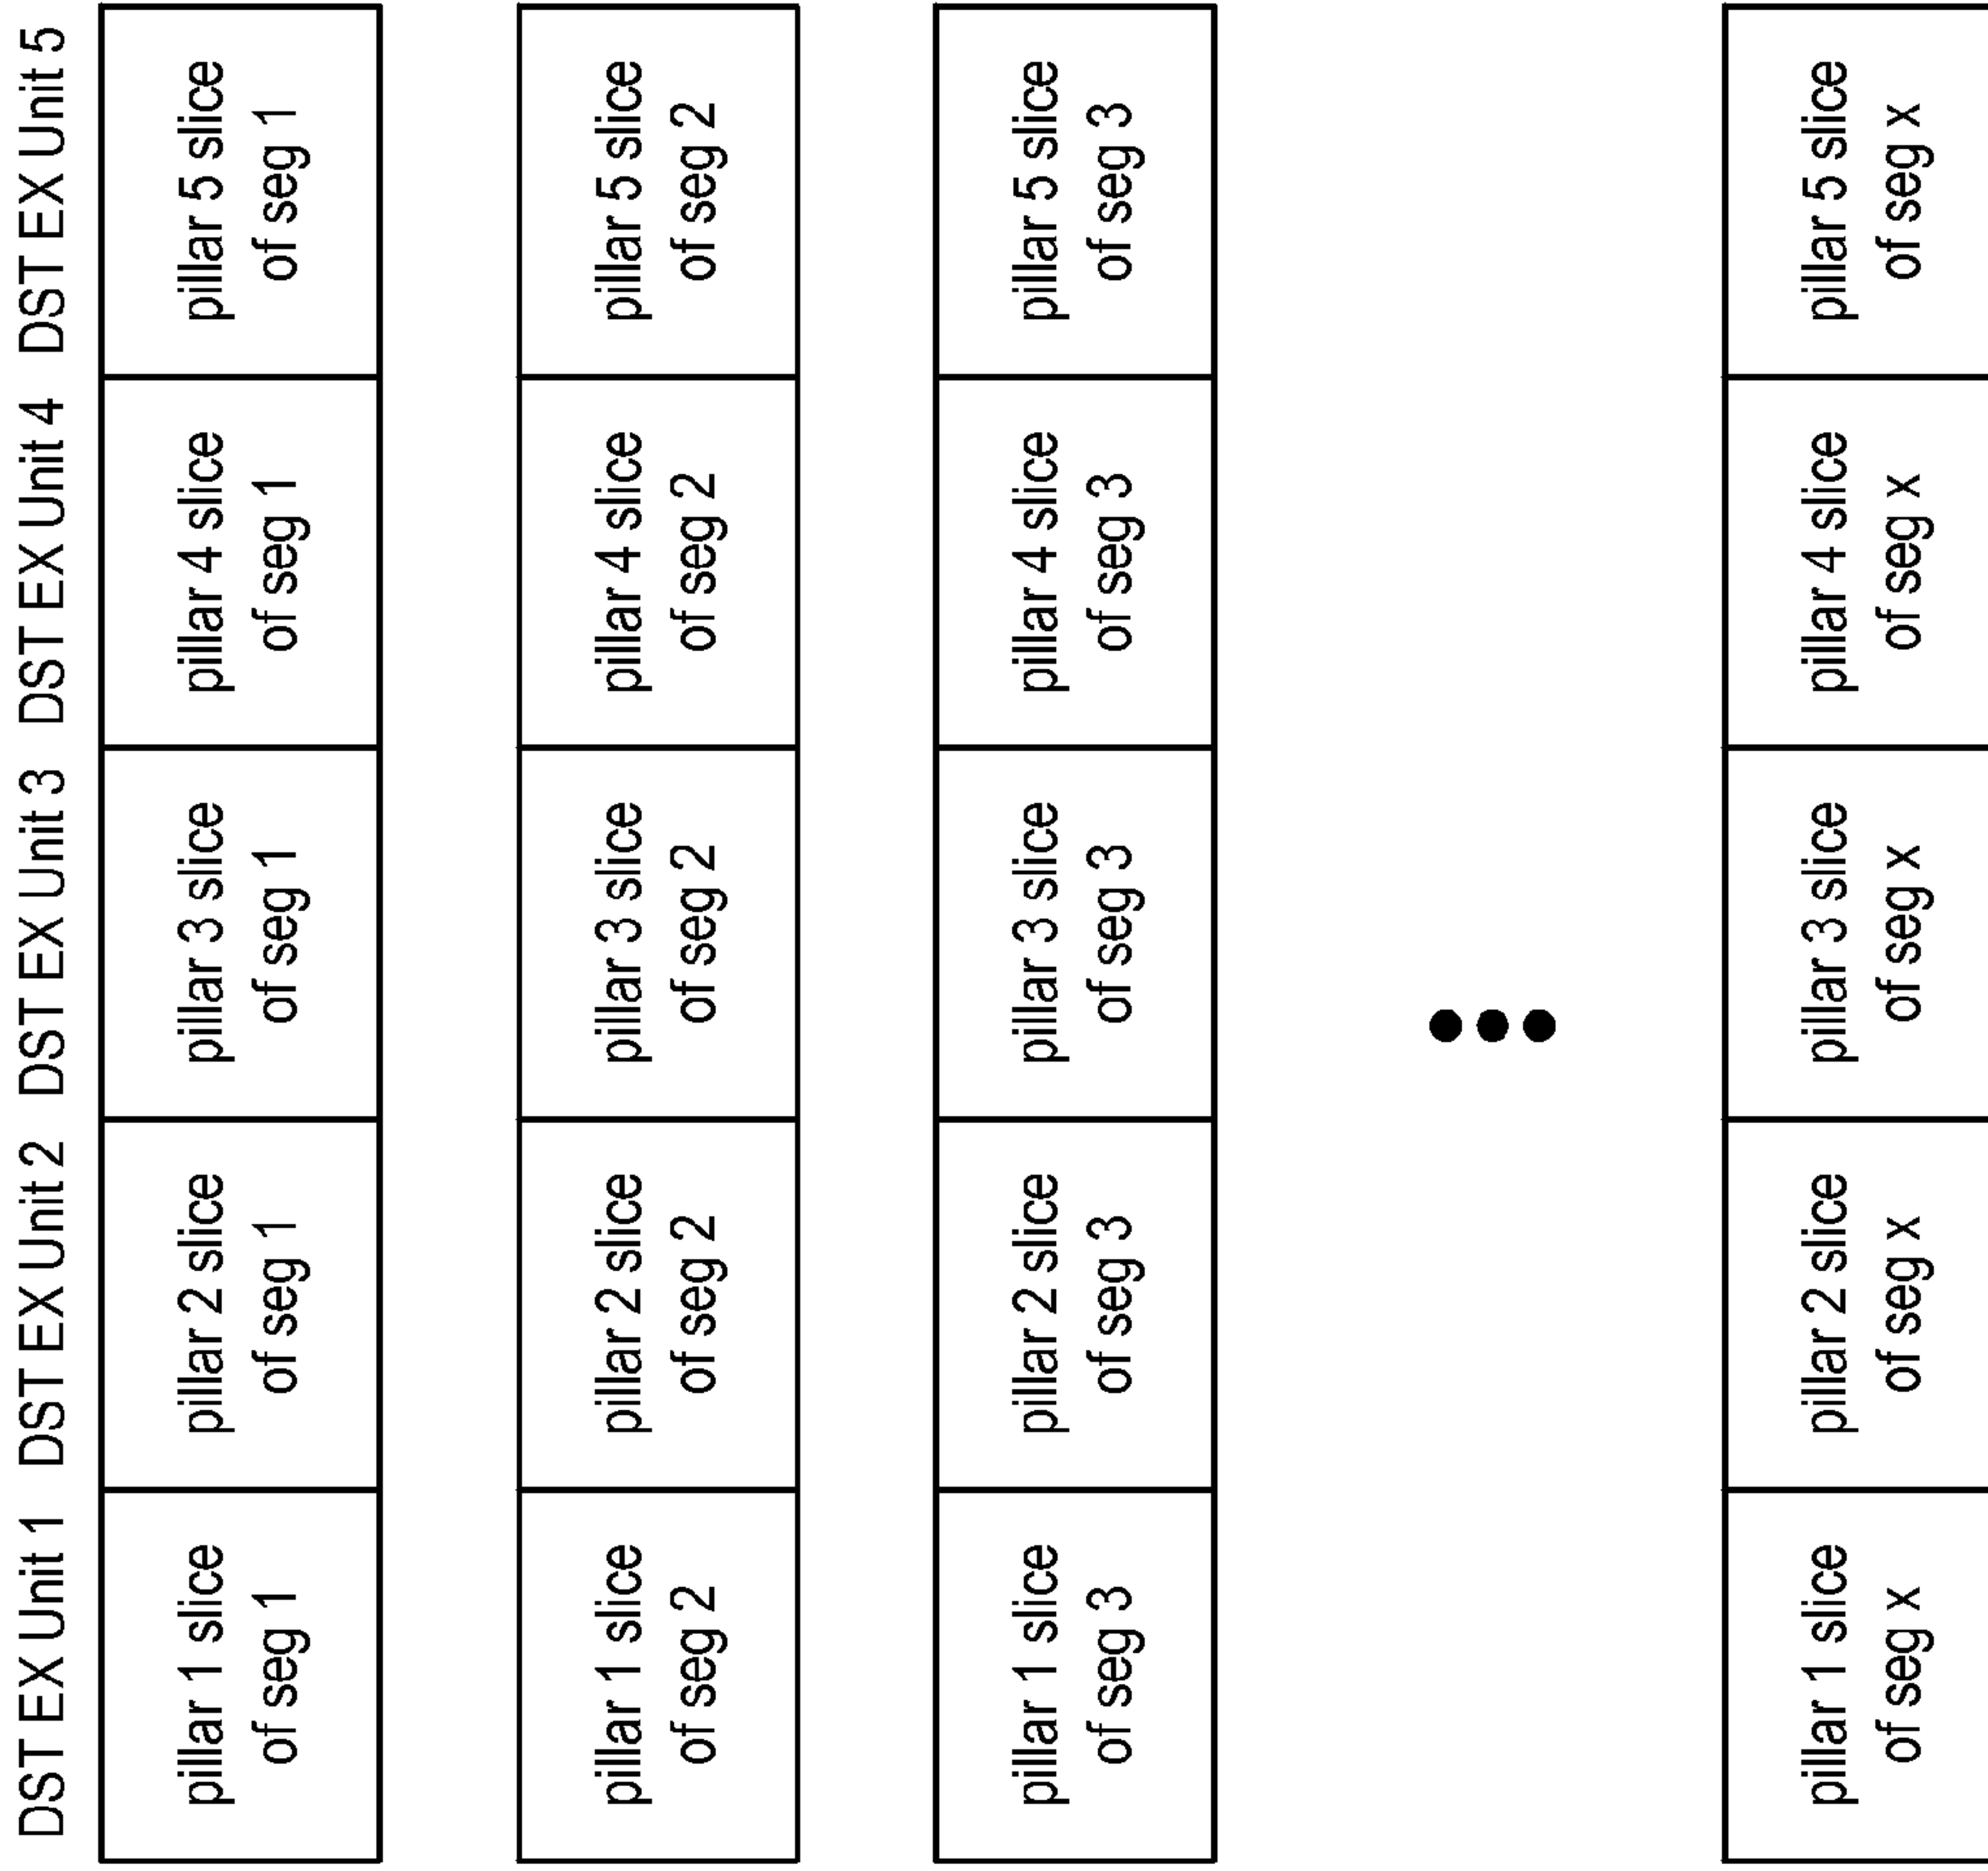 DST EX Unit 1 DST EX Unit 2 DST EX Unit 3 DST EX Unit 4 DST EX Unit 5
pillar 1 slice
of seg 1
pillar 2 slice
of seg 1
pillar 3 slice
of seg 1
pillar 4 slice
of seg 1
pillar 5 slice
of seg 1
pillar 1 slice
of seg 2
pillar 2 slice
of seg 2
pillar 3 slice
of seg 2
pillar 4 slice
of seg 2
pillar 5 slice
of seg 2
pillar 1 slice
of seg 3
pillar 2 slice
of seg 3
pillar 3 slice
of seg 3
pillar 4 slice
of seg 3
pillar 5 slice
of seg 3
pillar 1 slice
of seg x
pillar 2 slice
of seg x
pillar 3 slice
of seg x
pillar 4 slice
of seg x
pillar 5 slice
of seg x